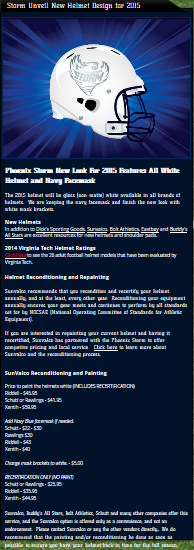 Storm Unveil New Helmet Design for 2015
STORM
Phoenix Storm New Look For 2015 Features All White
Helmet and Navy Facemask
The 2015 helmet will be gloss base metal white available in all brands of
helmets. We are keeping the navy facemask and finish the new look with
white mask brackets.
New Helmets
In addition to Dick's Sporting Goods, Sunvalco, Bolt Athletics, Eastbay and Buddy's
All Stars are excellent resources for new helmets and shoulder pads.
2014 Virginia Tech Helmet Ratings
Click Here to see the 26 adult football helmet models that have been evaluated by
Virginia Tech.
Helmet Reconditioning and Repainting
Sunvalco recommends that you recondition and recertify your helmet
annually, and at the least, every other year. Reconditioning your equipment
annually ensures your gear meets and continues to perform by all standards
set for by NOCSAE (National Operating Committee of Standards for Athletic
Equipment).
If you are interested in repainting your current helmet and having it
recertified, Sunvalco has partnered with the Phoenix Storm to offer
competitive pricing and local service. Click here to learn more about
Sunvalco and the reconditioning process.
SunValco Reconditioning and Painting
Price to paint the helmets white (INCLUDES RECERTIFICATION)
Riddell - $45.95
Schutt or Rawlings - $41.95
Xenith - $59.95
Add Navy Blue facemask if needed.
Schutt - $22 - $30
Rawlings $30
Riddell - $43
Xenith - $40
Change mask brackets to white. - $5.00
RECERTIFICATION ONLY (NO PAINT)
Schutt or Rawlings - $25.95
Riddell - $35.95
Xenith - $44.95
Sunvalco, Buddy's All Stars, Bolt Athletics, Schutt and many other companies offer this
service, and the Sunvalco option is offered only as a convenience, and not an
endorsement. Please contact Sunvalco or any the other vendors directly. We do
recommend that any painting and/or reconditioning be done as soon as
possible to ensure you have your helmet back in time for the fall season.